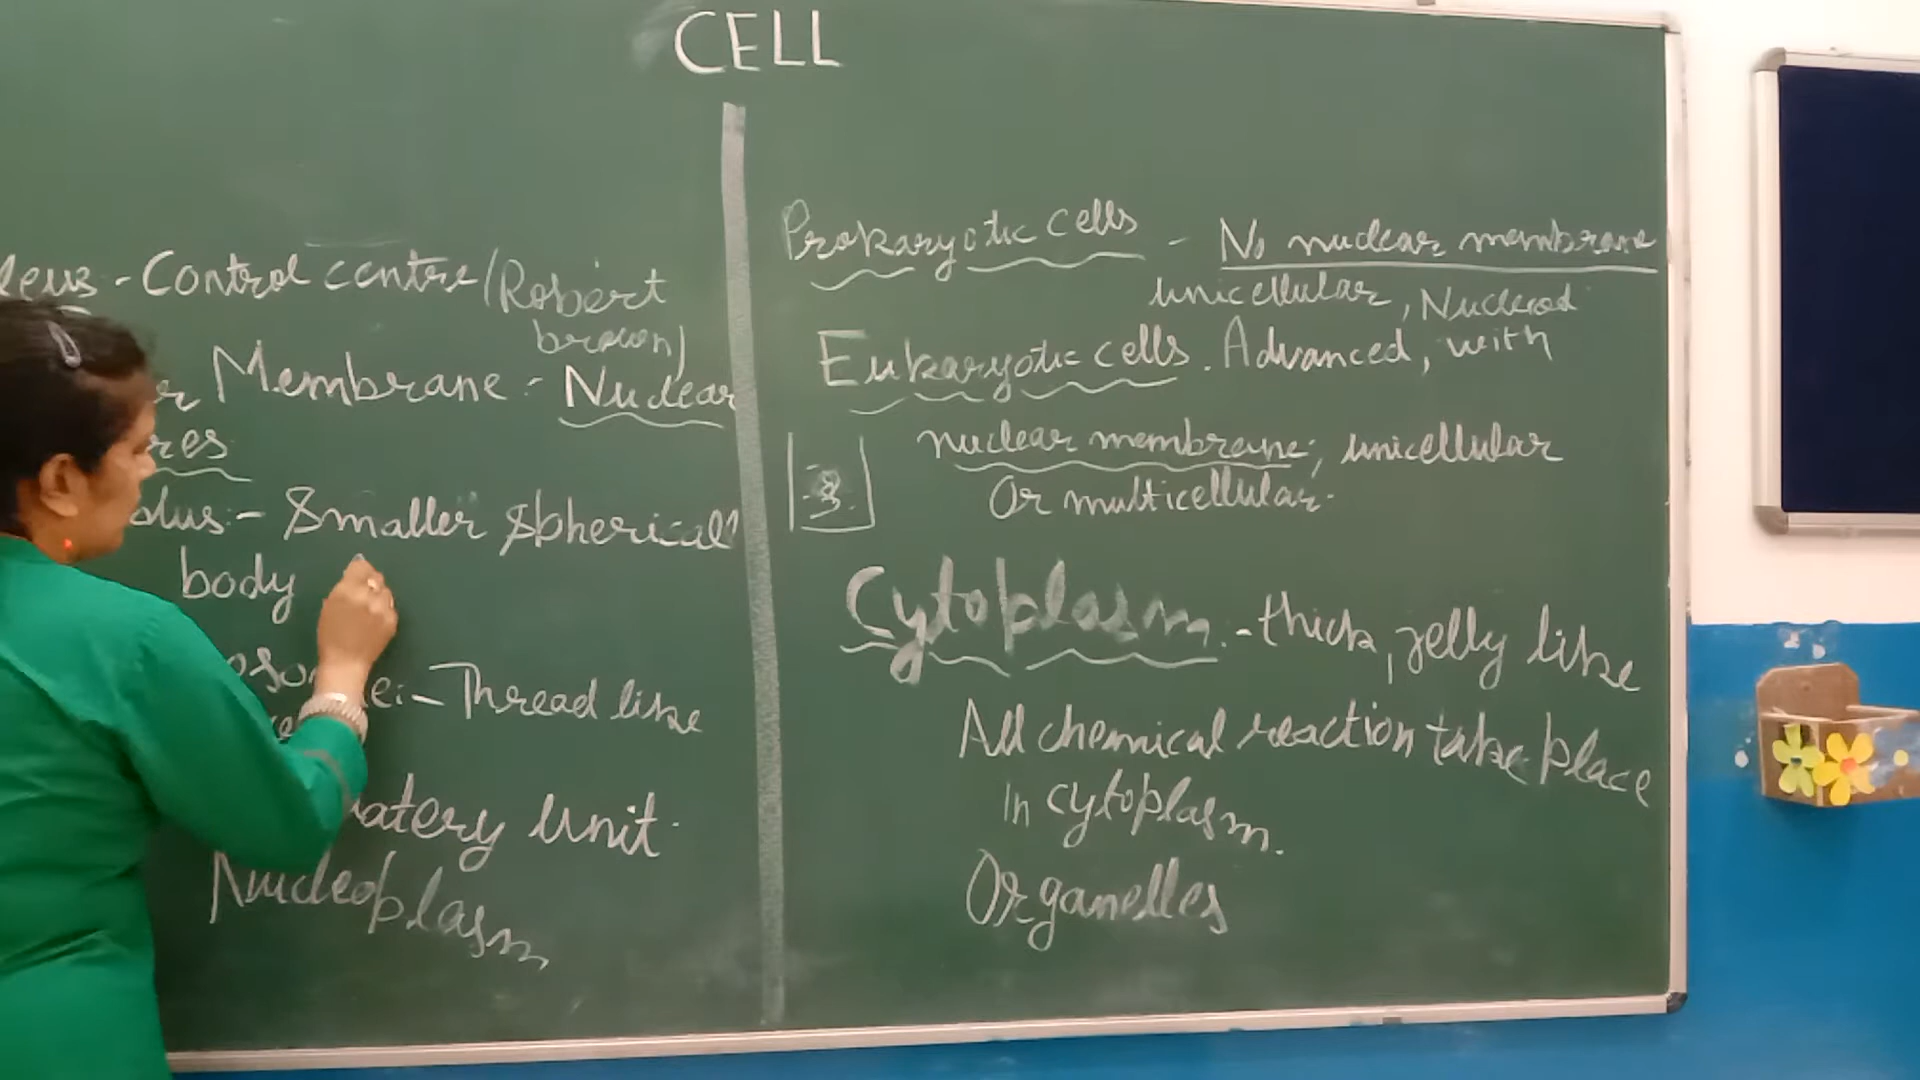 CELL
leus - Control centre (Robert
brown)
er Membrane:- Nuclear
res
olus:- Smaller spherical
body
Thread like
atery unit.
Nucleoplasm
Prokaryotic cells - No nuclear membrane
unicellular, Nucleoid
Eukaryotic cells. Advanced, with
nuclear membrane, unicellular
Or multicellular.
Cytoplasm - thick, jelly like
All chemical reaction take place
in cytoplasm.
Organelles